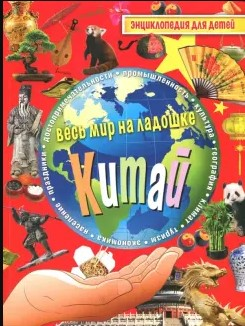 ЭНЦИКЛОПЕДИЯ ДЛЯ ДЕТЕЙ
весь мир на ладошке
Китай
население • праздники • достопримечательности • промышленность • культура • география • климат • туризм • экономика •